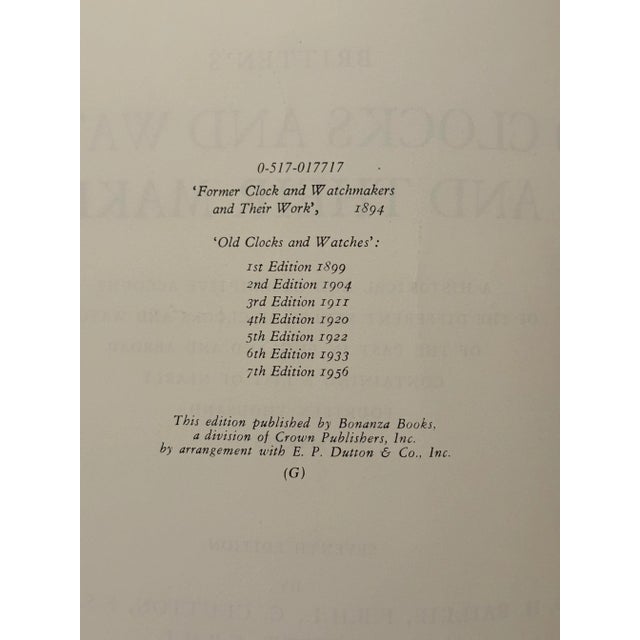 0-517-017717
‘Former Clock and Watchmakers
and Their Work’, 1894
‘Old Clocks and Watches’:
1st Edition 1899
2nd Edition 1904
3rd Edition 1911
4th Edition 1920
5th Edition 1922
6th Edition 1933
7th Edition 1956
This edition published by Bonanza Books,
a division of Crown Publishers, Inc.
by arrangement with E. P. Dutton & Co., Inc.
(G)